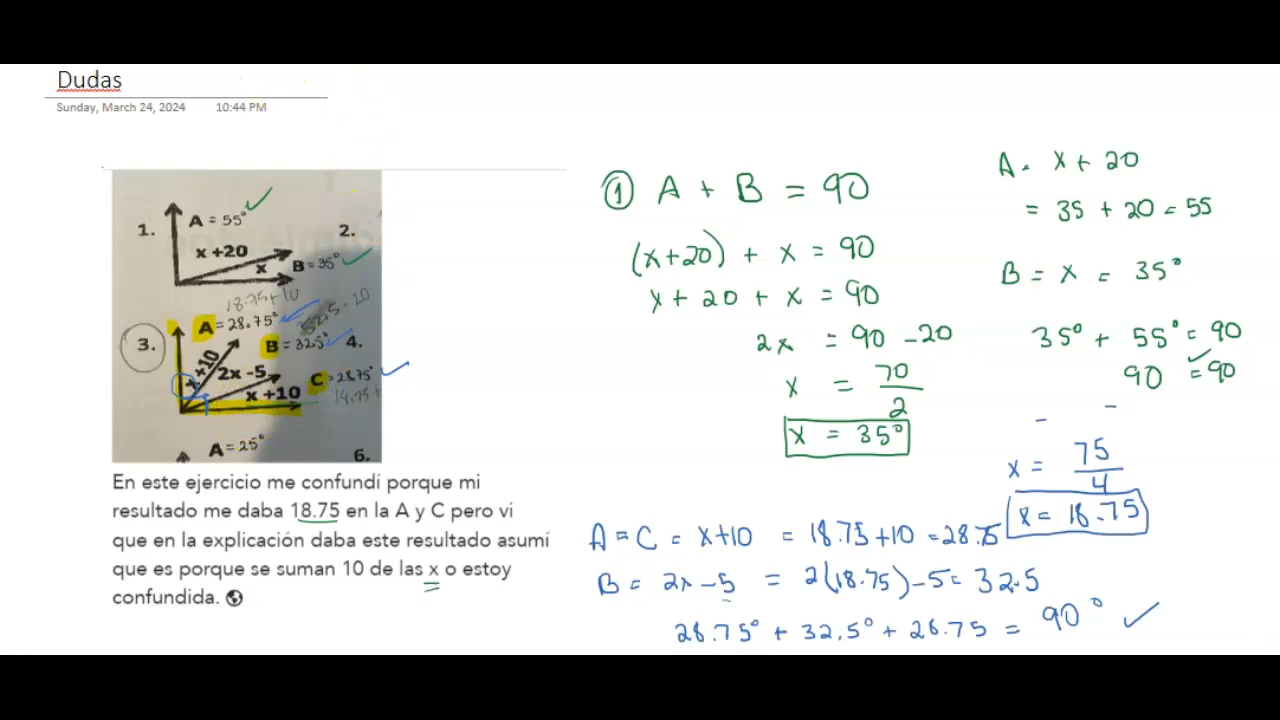 Dudas
Sunday, March 24, 2024 10:44 PM
1.
A = 55°
x +20
x
B = 35°
2.
18.75 + 10
3.
A = 28.75°
32.5 - 20
B = 32.5°
4.
x +10
2x -5
C = 28.75°
x +10
18.75 +
A = 25°
6.
En este ejercicio me confundí porque mi
resultado me daba 18.75 en la A y C pero vi
que en la explicación daba este resultado asumí
que es porque se suman 10 de las x o estoy
confundida.
① A + B = 90
(x+20) + x = 90
x + 20 + x = 90
2x = 90 - 20
x = 70
2
x = 35°
A = x + 20
= 35 + 20 = 55
B = x = 35°
35° + 55° = 90
90 = 90
x = 75
4
x = 18.75
A = C = x+10 = 18.75+10 = 28.75
B = 2x - 5 = 2(18.75) - 5 = 32.5
28.75° + 32.5° + 28.75 = 90°